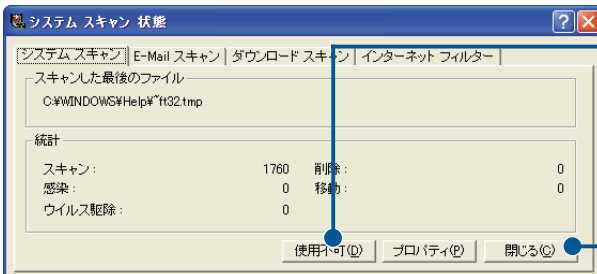 システム スキャン 状態
システム スキャン E-Mail スキャン ダウンロード スキャン インターネット フィルター
スキャンした最後のファイル
C:¥WINDOWS¥Help¥~ft32.tmp
統計
スキャン: 1760 削除: 0
感染: 0 移動: 0
ウイルス駆除: 0
使用不可(D) プロパティ(P) 閉じる(C)